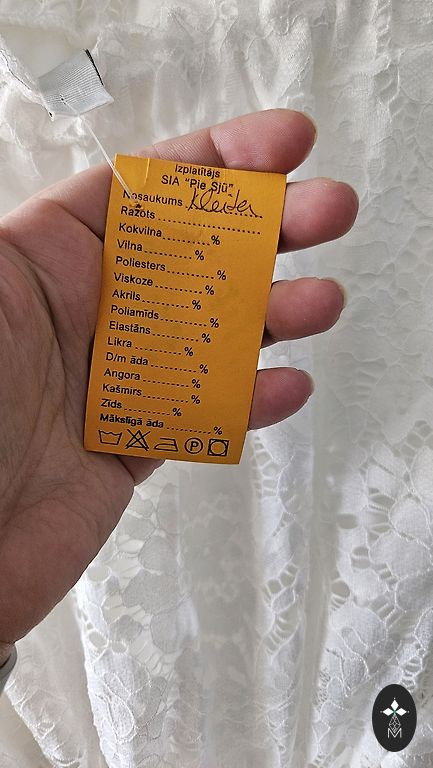 Izplatītājs
SIA "Pie Sjū"
Nosaukums Kleita
Ražots ........................
Kokvilna............%
Vilna............%
Poliesters............%
Viskoze............%
Akrils............%
Poliamīds............%
Elastāns............%
Likra............%
D/m āda............%
Angora............%
Kašmirs............%
Zīds............%
Mākslīgā āda............%
P
M